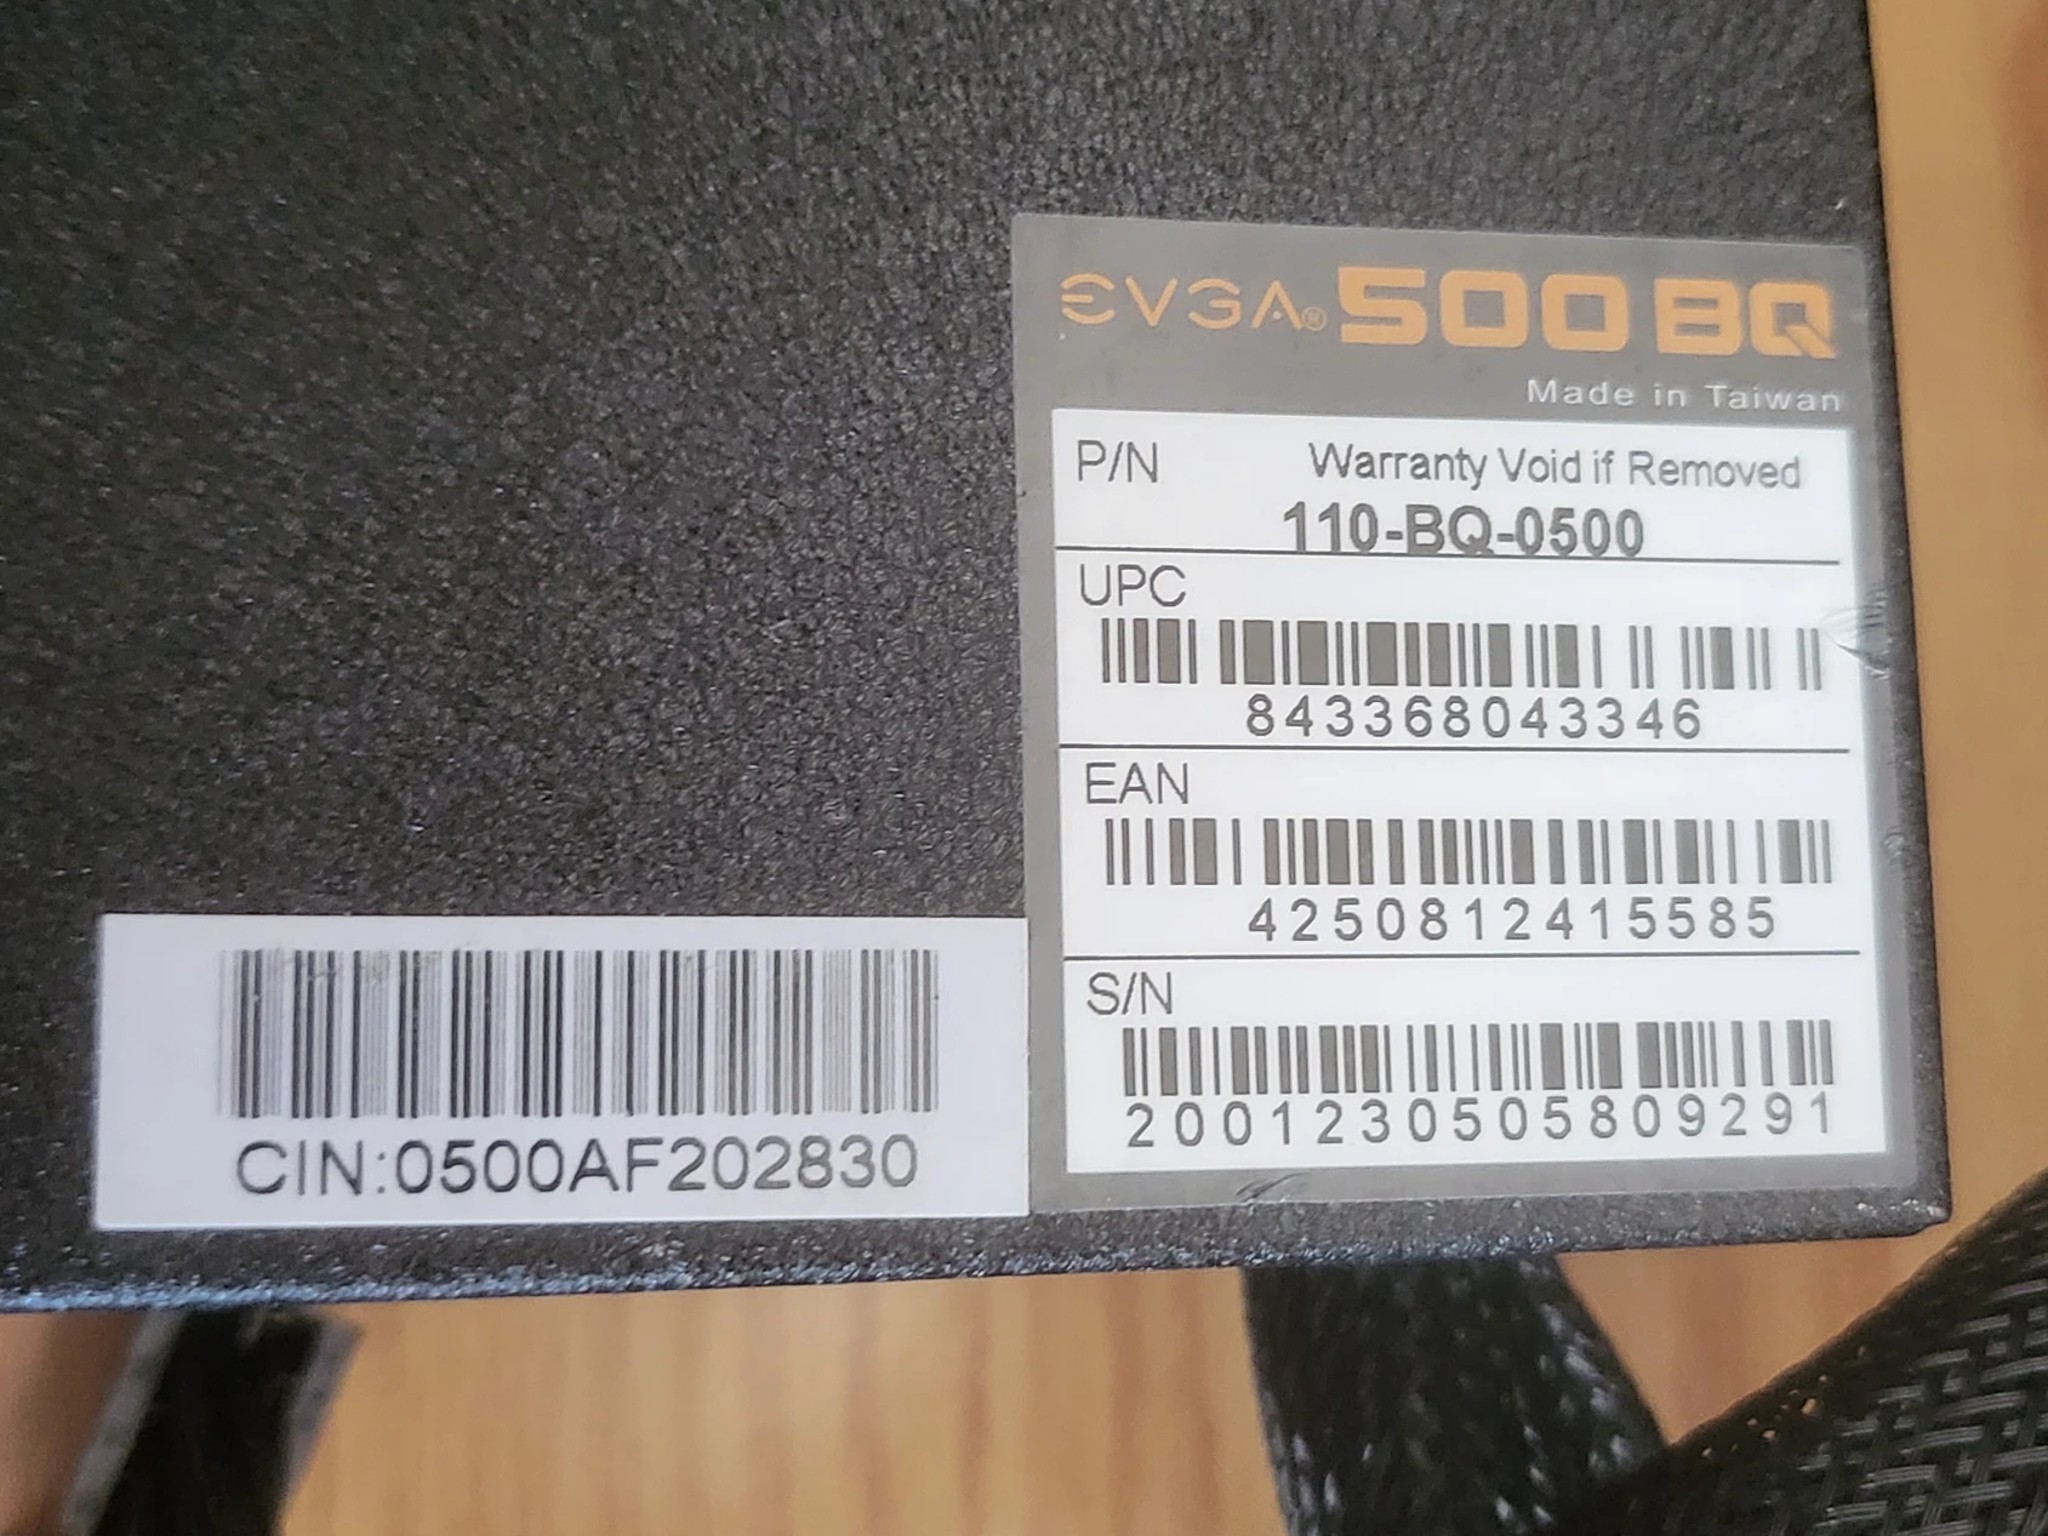 EVGA® 500 BQ
Made in Taiwan
P/N Warranty Void if Removed
110-BQ-0500
UPC
843368043346
EAN
4250812415585
S/N
2001230505809291
CIN:0500AF202830